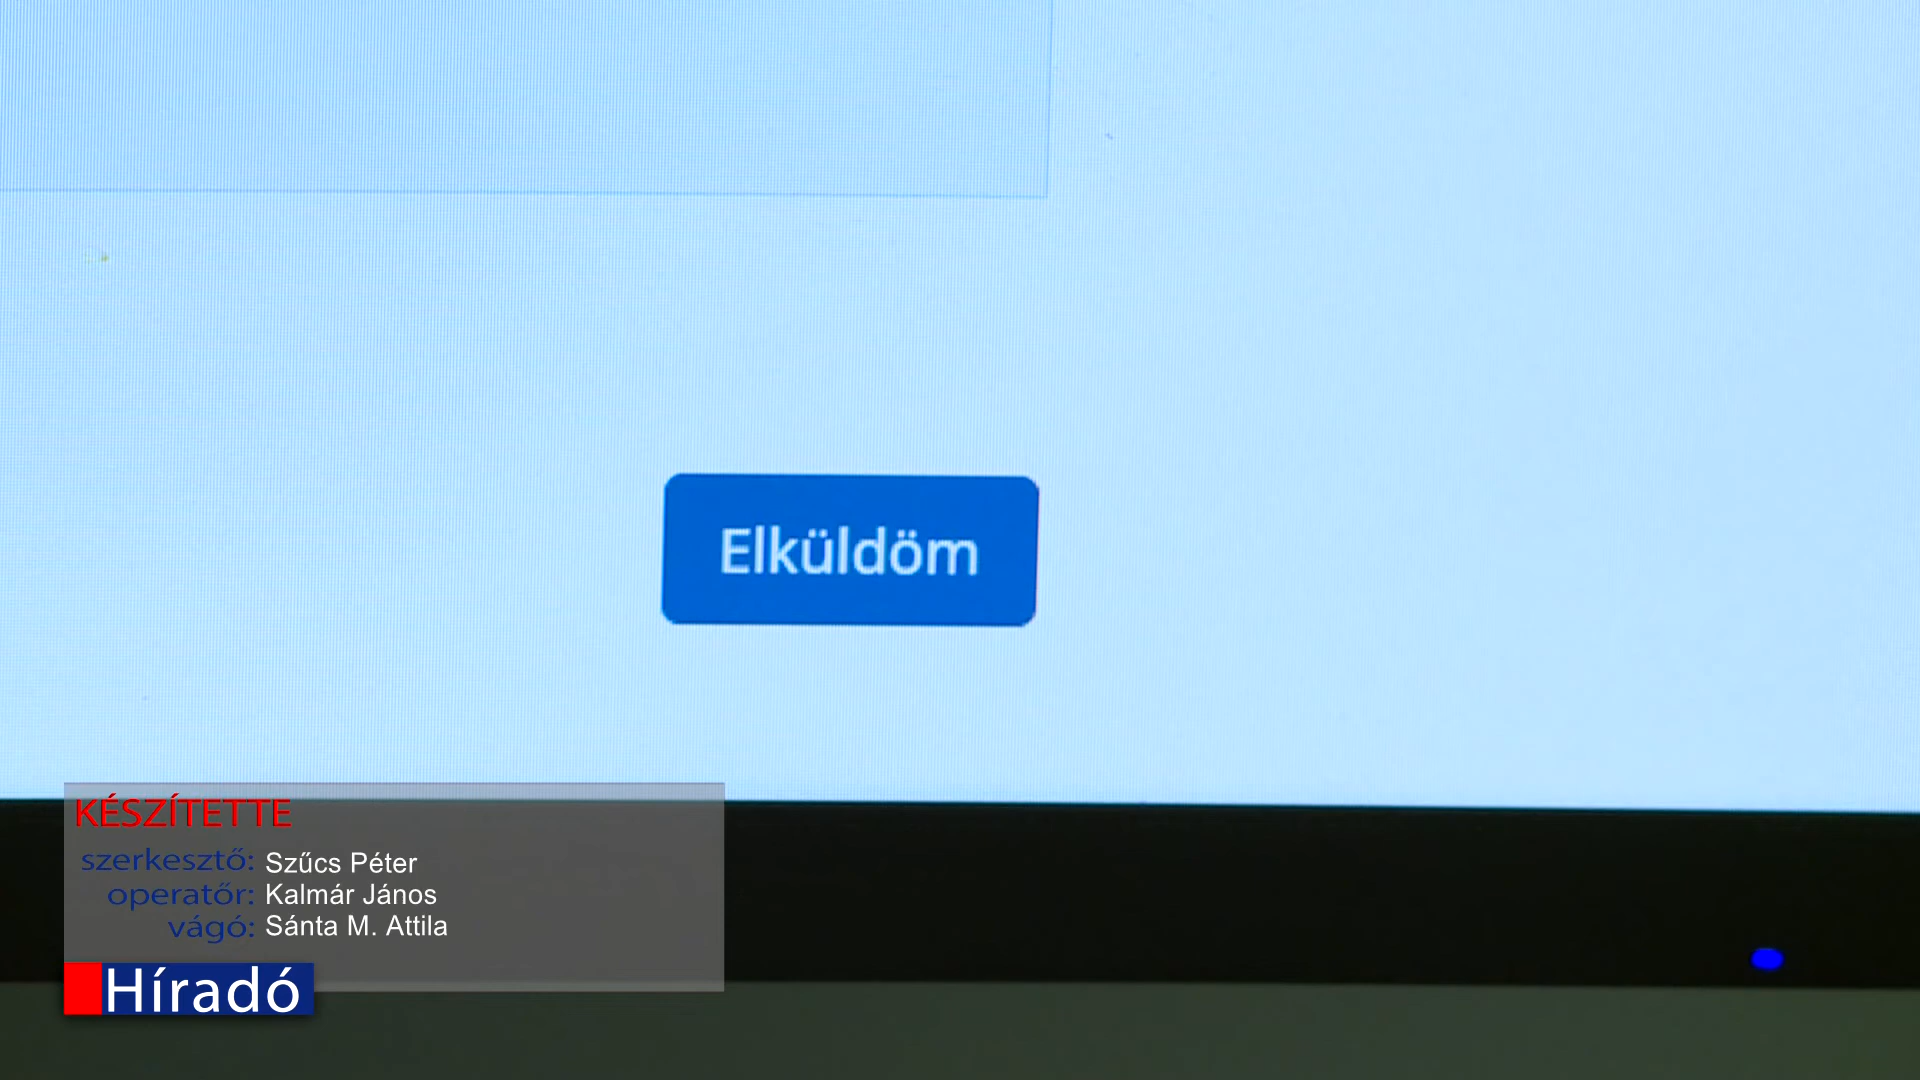 Elküldöm
KÉSZÍTETTE
szerkesztő: Szűcs Péter
operatőr: Kalmár János
vágó: Sánta M. Attila
Híradó